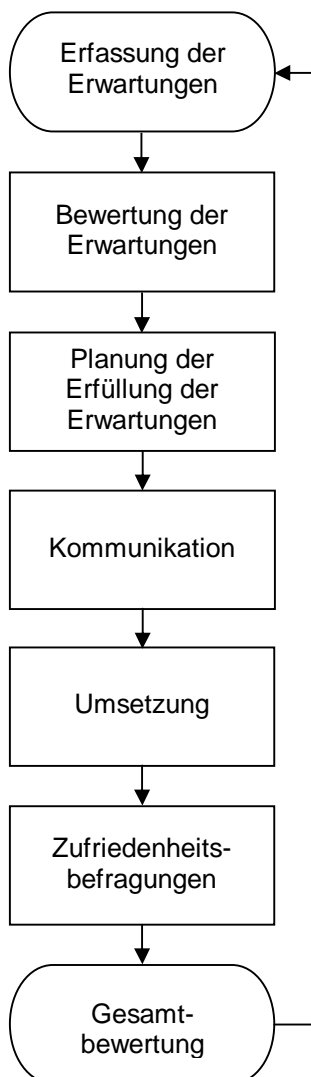 Erfassung der
Erwartungen
Bewertung der
Erwartungen
Planung der
Erfüllung der
Erwartungen
Kommunikation
Umsetzung
Zufriedenheits-
befragungen
Gesamt-
bewertung